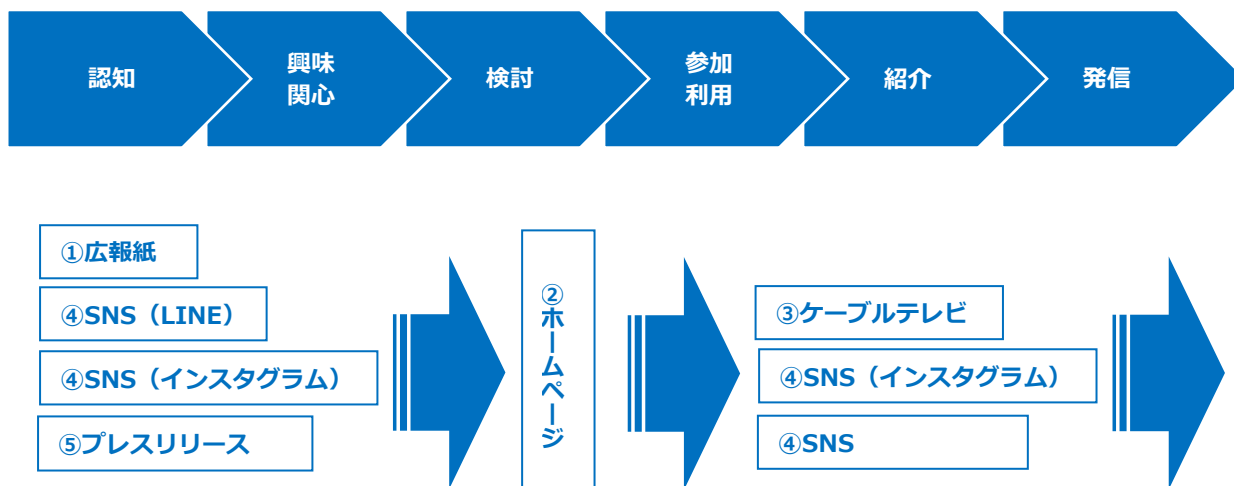 認知
興味
関心
検討
参加
利用
紹介
発信
①広報紙
④SNS（LINE）
④SNS（インスタグラム）
⑤プレスリリース
②ホームページ
③ケーブルテレビ
④SNS（インスタグラム）
④SNS